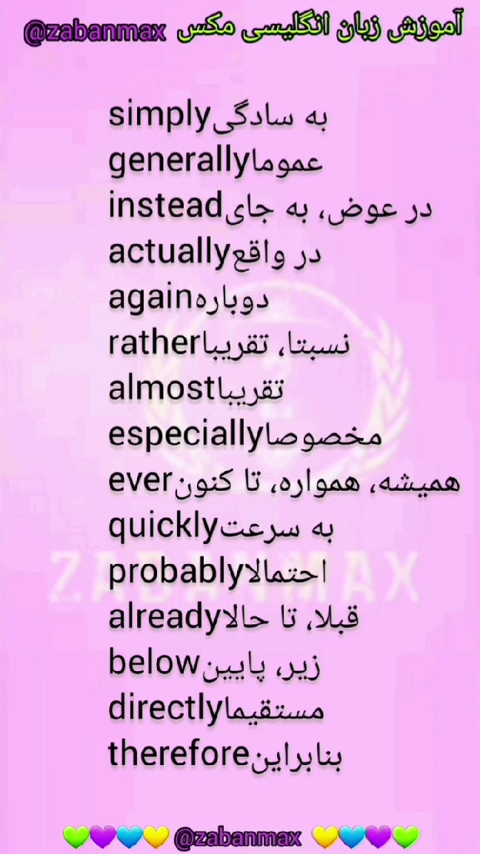 آموزش زبان انگلیسی مکس @zabanmax
simplyبه سادگی
generallyعموما
insteadدر عوض، به جای
actuallyدر واقع
againدوباره
ratherنسبتا، تقریبا
almostتقریبا
especiallyمخصوصا
everهمیشه، همواره، تا کنون
quicklyبه سرعت
probablyاحتمالا
ZABANMAX
alreadyقبلا، تا حالا
belowزیر، پایین
directlyمستقیما
thereforeبنابراین
💚💜💙💛 @zabanmax 💛💙💜💚